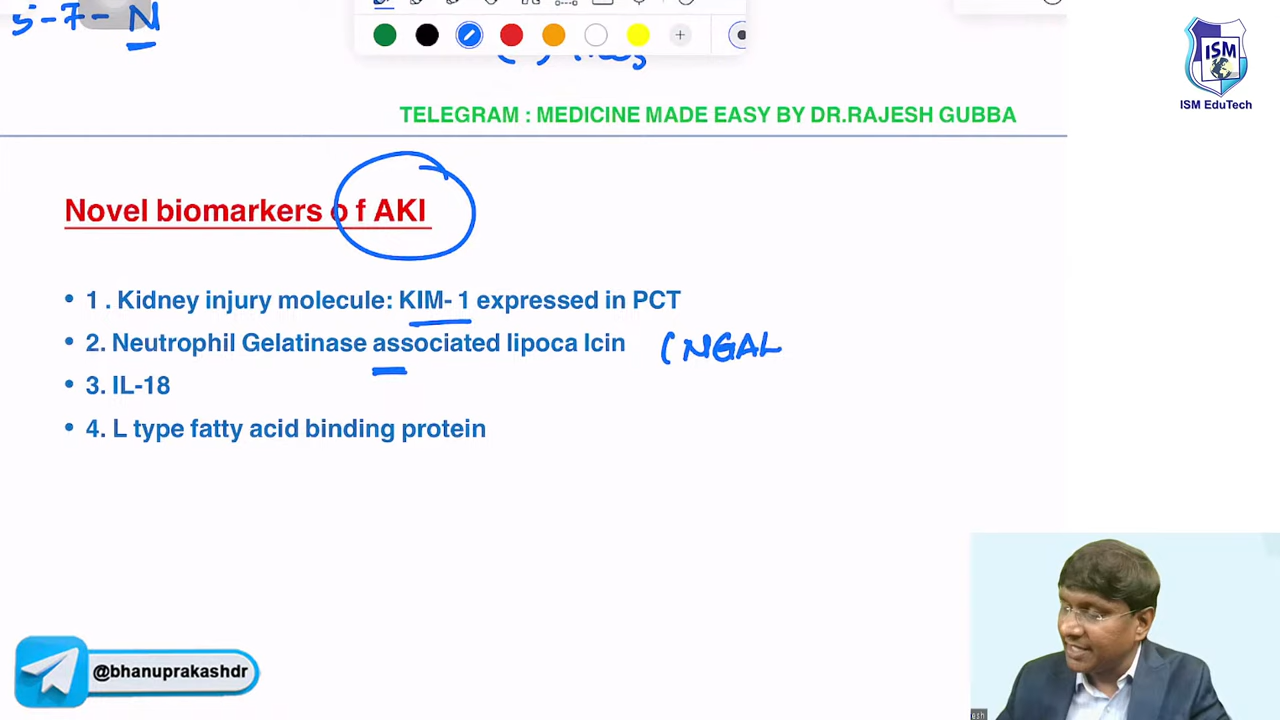 5-7-N
ISM
ISM EduTech
TELEGRAM : MEDICINE MADE EASY BY DR.RAJESH GUBBA
Novel biomarkers o f AKI
• 1 . Kidney injury molecule: KIM- 1 expressed in PCT
• 2. Neutrophil Gelatinase associated lipoca lcin (NGAL
• 3. IL-18
• 4. L type fatty acid binding protein
@bhanuprakashdr
esh